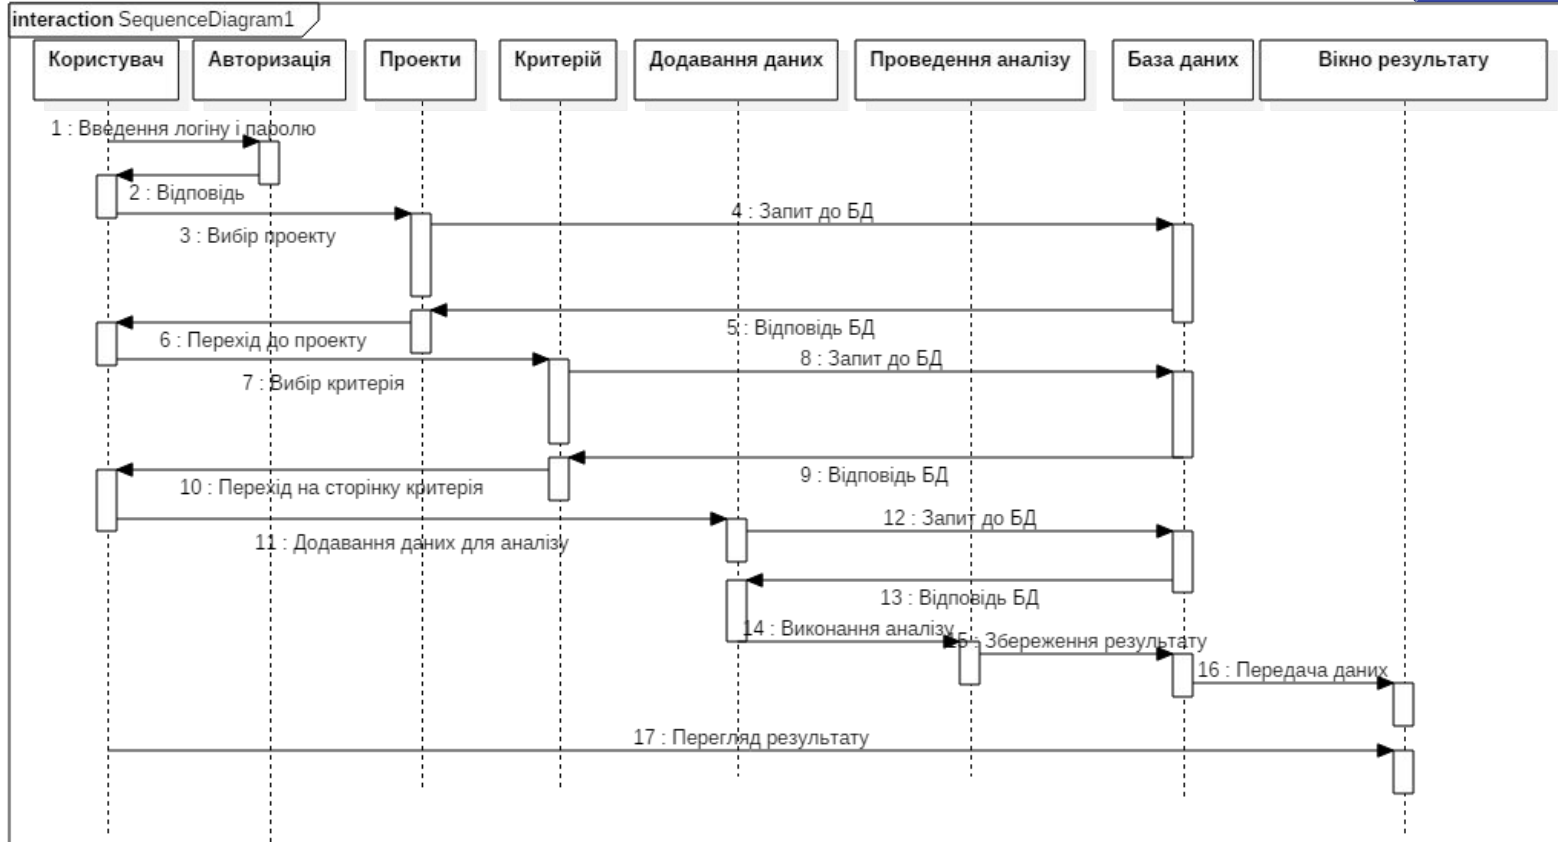 interaction SequenceDiagram1
Користувач
Авторизація
Проекти
Критерій
Додавання даних
Проведення аналізу
База даних
Вікно результату
1 : Введення логіну і паролю
2 : Відповідь
3 : Вибір проекту
4 : Запит до БД
5 : Відповідь БД
6 : Перехід до проекту
7 : Вибір критерія
8 : Запит до БД
9 : Відповідь БД
10 : Перехід на сторінку критерія
11 : Додавання даних для аналізу
12 : Запит до БД
13 : Відповідь БД
14 : Виконання аналізу
15 : Збереження результату
16 : Передача даних
17 : Перегляд результату